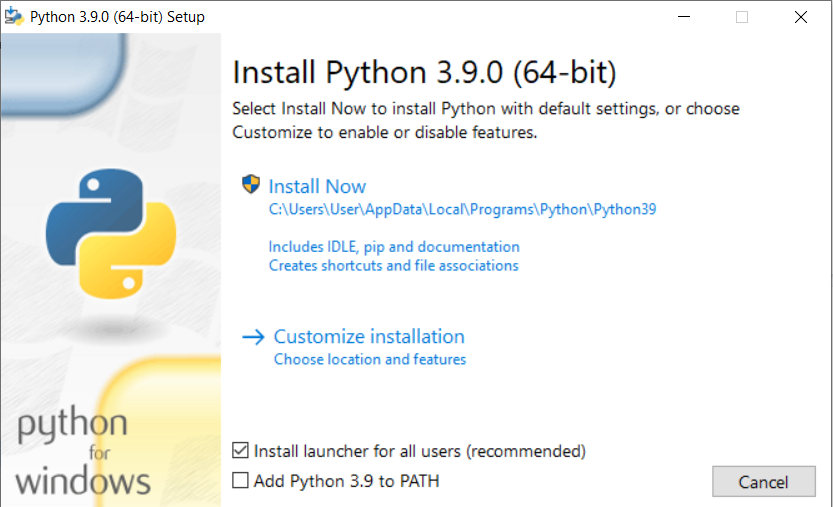 Python 3.9.0 (64-bit) Setup
Install Python 3.9.0 (64-bit)
Select Install Now to install Python with default settings, or choose
Customize to enable or disable features.
Install Now
C:\Users\User\AppData\Local\Programs\Python\Python39
Includes IDLE, pip and documentation
Creates shortcuts and file associations
Customize installation
Choose location and features
python
for
windows
Install launcher for all users (recommended)
Add Python 3.9 to PATH
Cancel